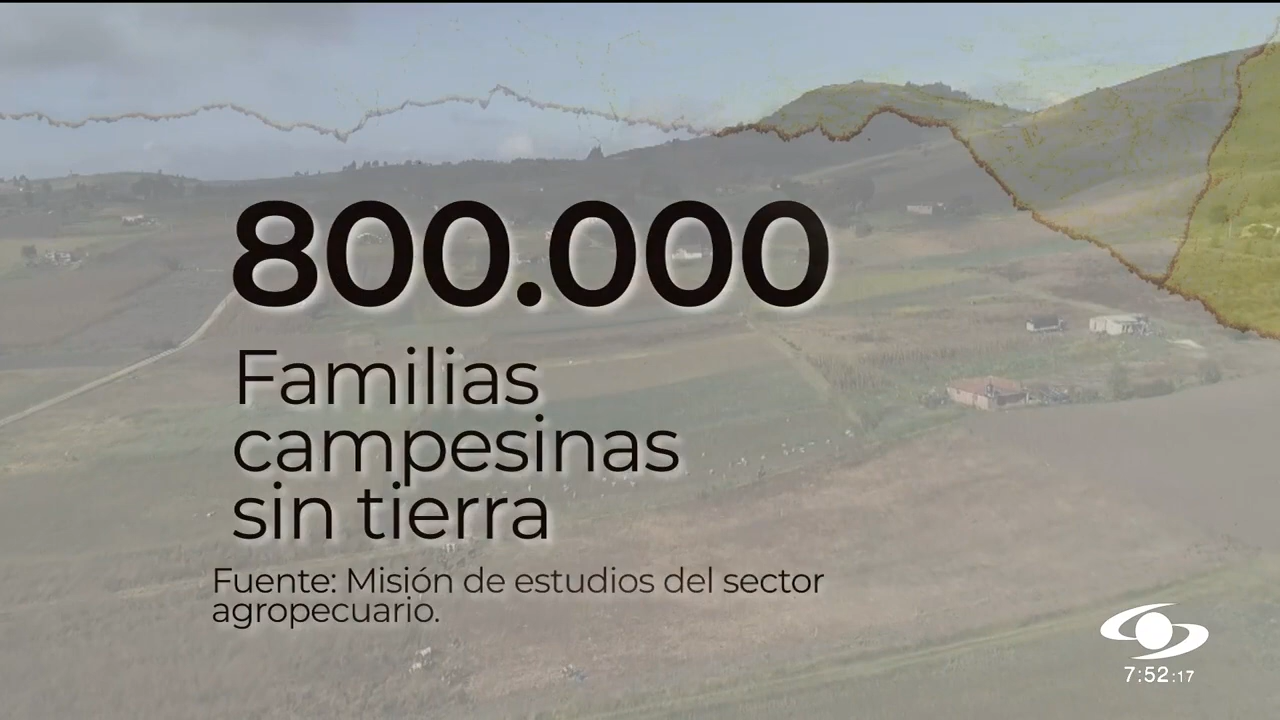 800.000
Familias
campesinas
sin tierra
Fuente: Misión de estudios del sector
agropecuario.
7:52:17